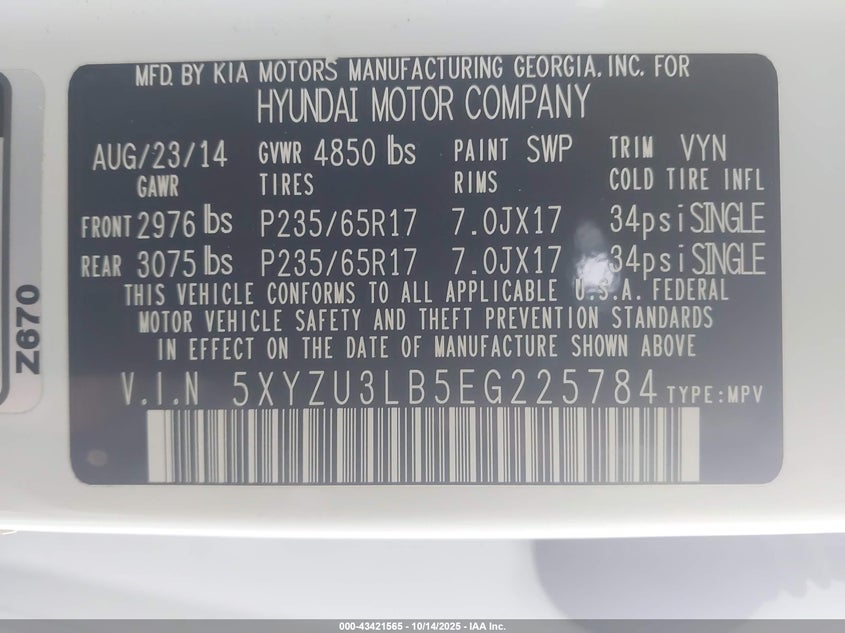 MFD. BY KIA MOTORS MANUFACTURING GEORGIA, INC. FOR
HYUNDAI MOTOR COMPANY
AUG/23/14 GVWR 4850 lbs PAINT SWP TRIM VYN
GAWR TIRES RIMS COLD TIRE INFL
FRONT 2976 lbs P235/65R17 7.0JX17 34psi SINGLE
REAR 3075 lbs P235/65R17 7.0JX17 34psi SINGLE
THIS VEHICLE CONFORMS TO ALL APPLICABLE U.S.A. FEDERAL
MOTOR VEHICLE SAFETY AND THEFT PREVENTION STANDARDS
IN EFFECT ON THE DATE OF MANUFACTURE SHOWN ABOVE
V.I.N 5XYZU3LB5EG225784 TYPE:MPV
Z670
000-43421565 - 10/14/2025 - IAA Inc.